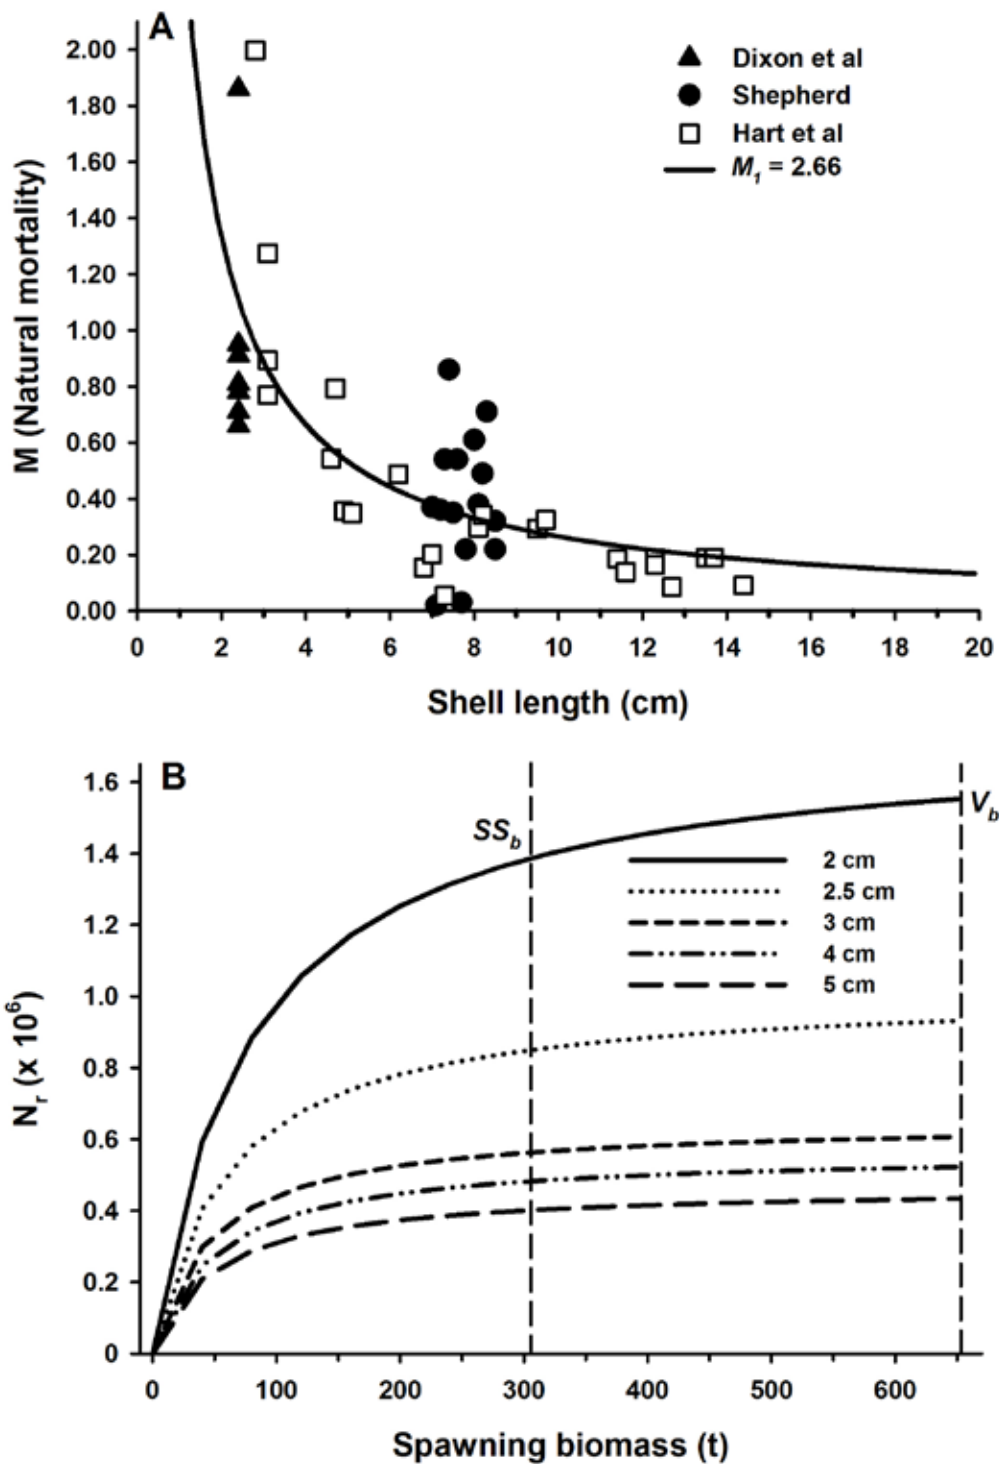 A
2.00
1.80
1.60
1.40
1.20
1.00
0.80
0.60
0.40
0.20
0.00
M (Natural mortality)
Dixon et al
Shepherd
Hart et al
M₁ = 2.66
0 2 4 6 8 10 12 14 16 18 20
Shell length (cm)
B
1.6
1.4
1.2
1.0
0.8
0.6
0.4
0.2
0
Nᵣ (x 10⁶)
SS_b
V_b
2 cm
2.5 cm
3 cm
4 cm
5 cm
0 100 200 300 400 500 600
Spawning biomass (t)